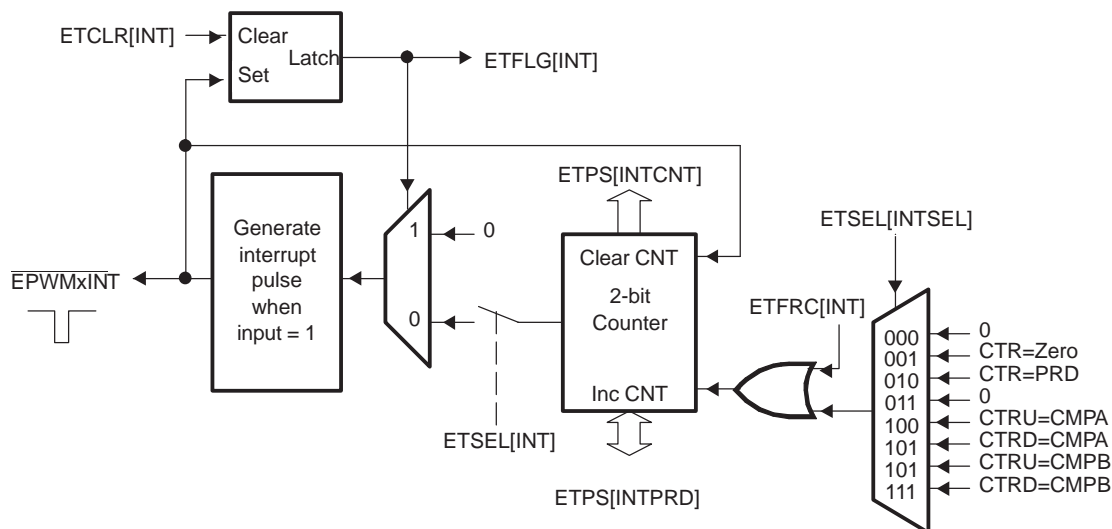 ETCLR[INT]
Clear
Latch
Set
ETFLG[INT]
ETPS[INTCNT]
ETSEL[INTSEL]
Generate
interrupt
pulse
when
input = 1
EPWMxINT
1
0
0
Clear CNT
2-bit
Counter
Inc CNT
ETFRC[INT]
ETSEL[INT]
ETPS[INTPRD]
000
001
010
011
100
101
101
111
0
CTR=Zero
CTR=PRD
0
CTRU=CMPA
CTRD=CMPA
CTRU=CMPB
CTRD=CMPB